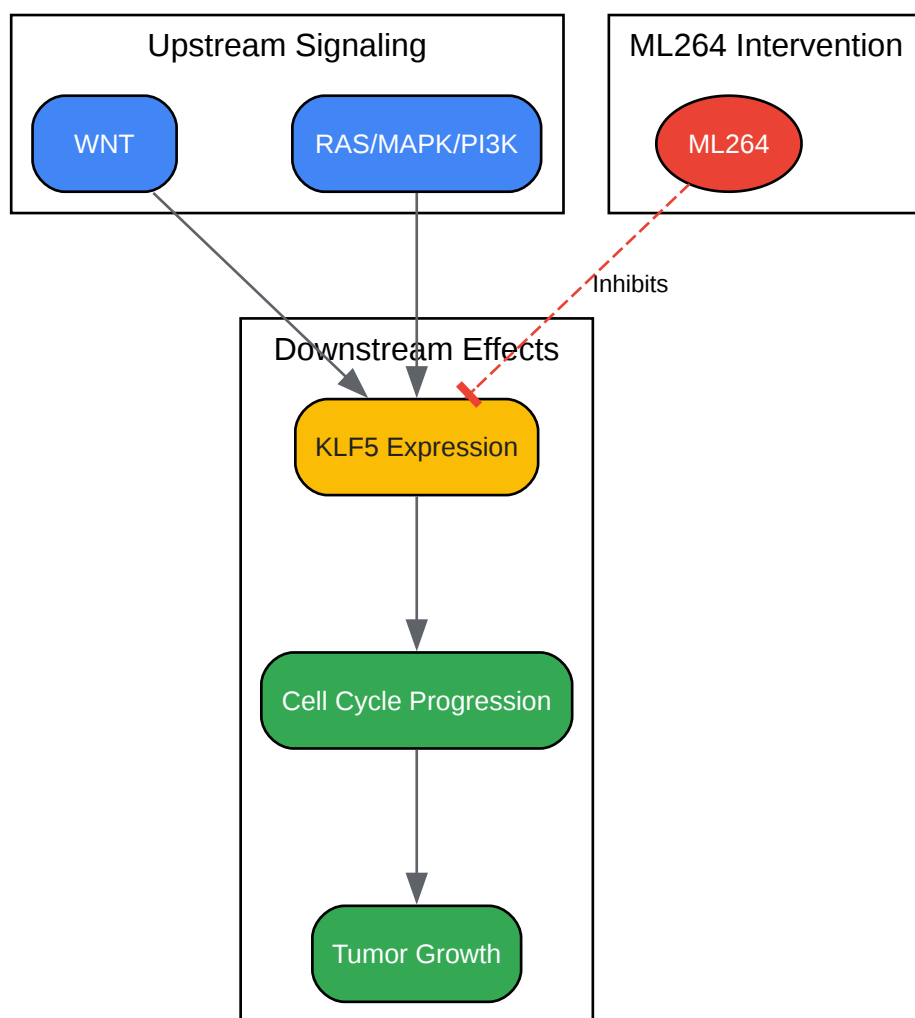 Upstream Signaling
ML264 Intervention
WNT
RAS/MAPK/PI3K
ML264
Inhibits
Downstream Effects
KLF5 Expression
Cell Cycle Progression
Tumor Growth